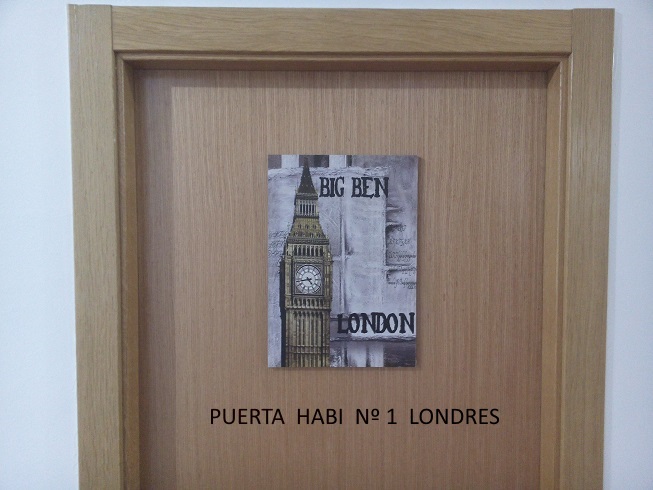 BIG BEN
LONDON
PUERTA HABI Nº 1 LONDRES